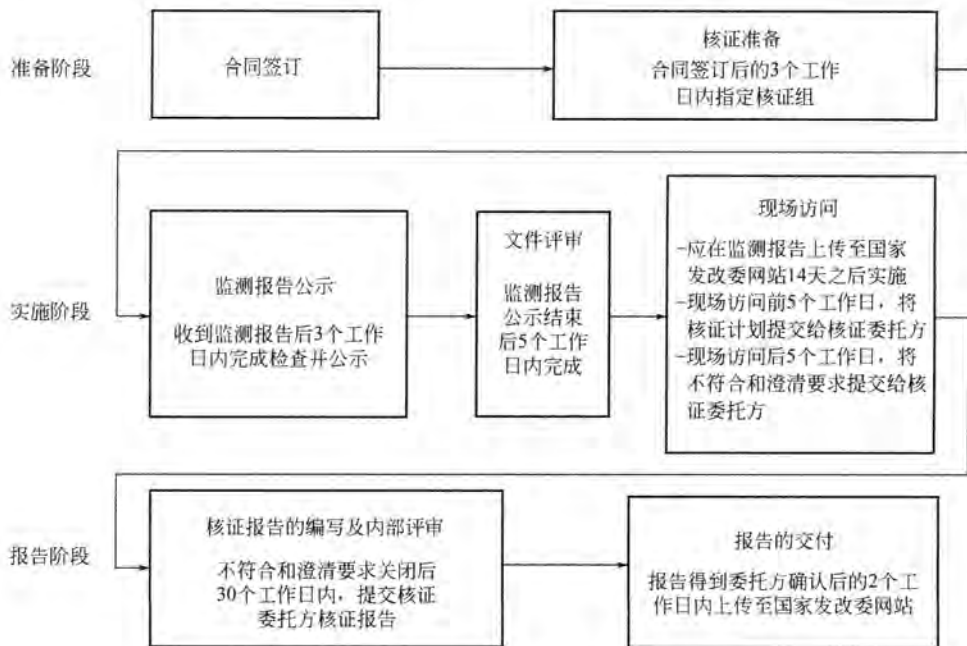 准备阶段
合同签订
核证准备
合同签订后的3个工作
日内指定核证组
实施阶段
监测报告公示
收到监测报告后3个工作
日内完成检查并公示
文件评审
监测报告
公示结束
后5个工作
日内完成
现场访问
-应在监测报告上传至国家
发改委网站14天之后实施
-现场访问前5个工作日，将
核证计划提交给核证委托方
-现场访问后5个工作日，将
不符合和澄清要求提交给核
证委托方
报告阶段
核证报告的编写及内部评审
不符合和澄清要求关闭后
30个工作日内，提交核证
委托方核证报告
报告的交付
报告得到委托方确认后的2个工
作日内上传至国家发改委网站